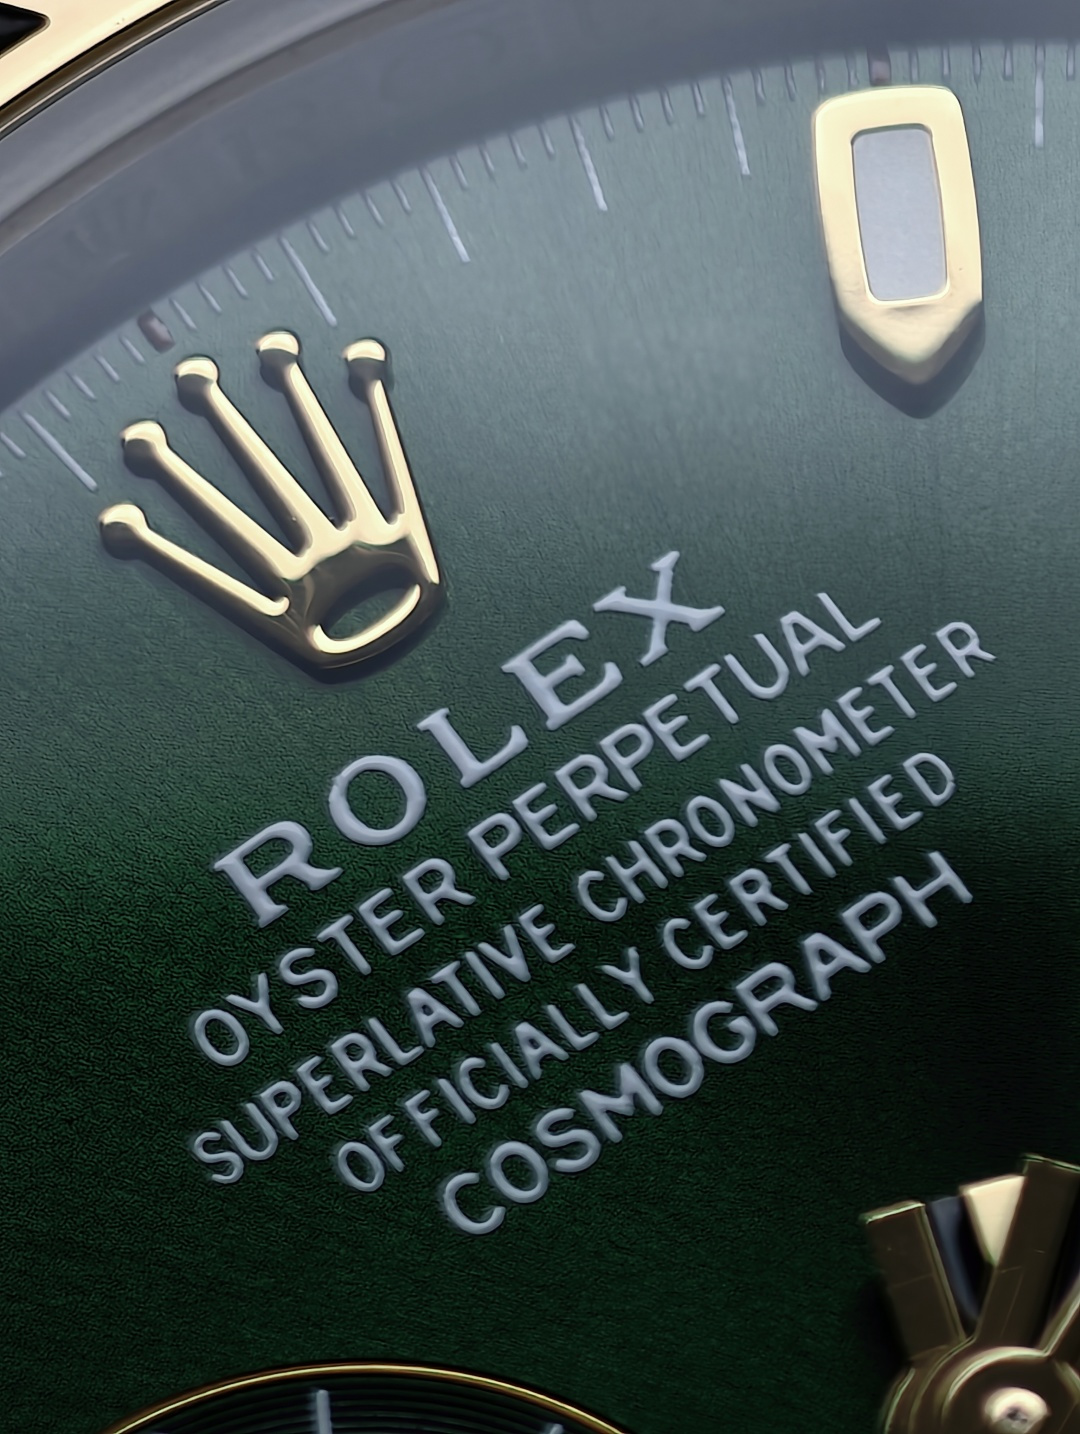 ROLEX
OYSTER PERPETUAL
SUPERLATIVE CHRONOMETER
OFFICIALLY CERTIFIED
COSMOGRAPH